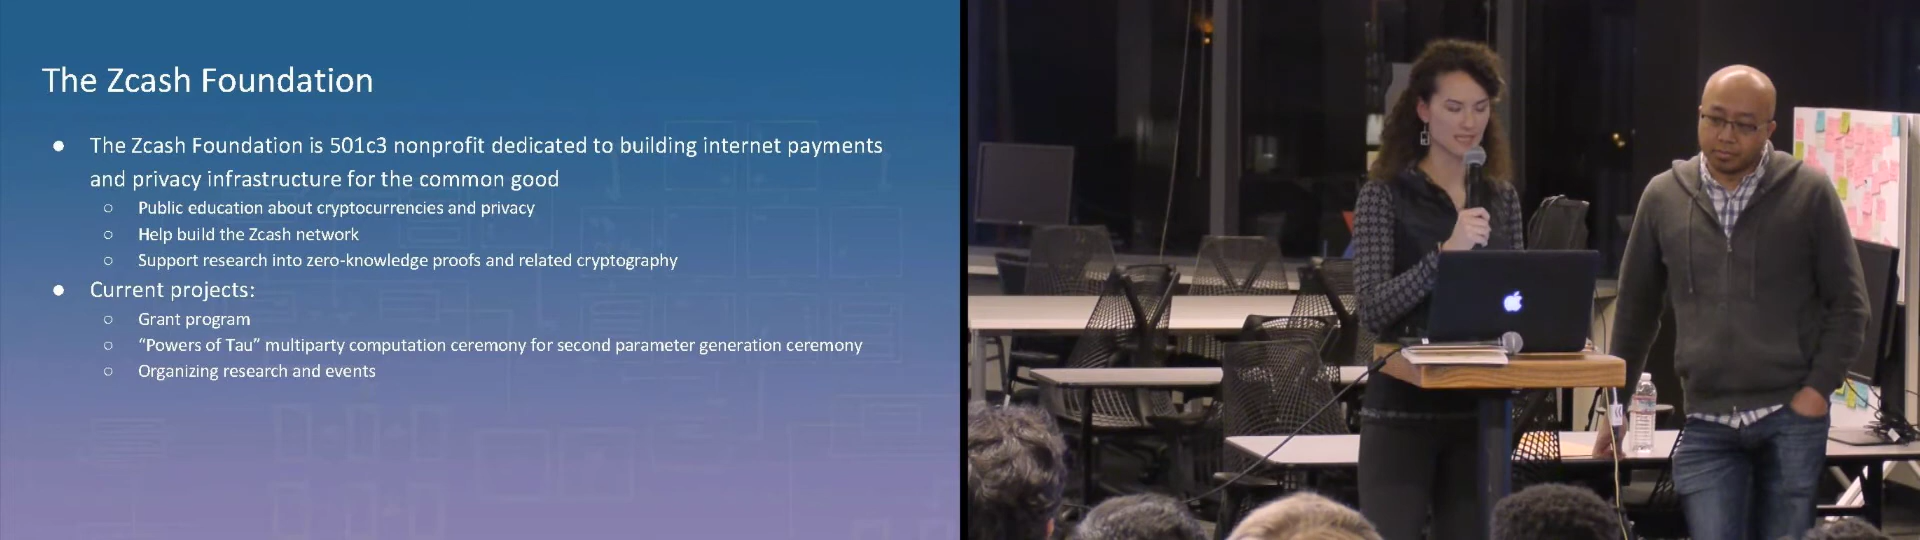 The Zcash Foundation
● The Zcash Foundation is 501c3 nonprofit dedicated to building internet payments
and privacy infrastructure for the common good
○ Public education about cryptocurrencies and privacy
○ Help build the Zcash network
○ Support research into zero-knowledge proofs and related cryptography
● Current projects:
○ Grant program
○ “Powers of Tau” multiparty computation ceremony for second parameter generation ceremony
○ Organizing research and events